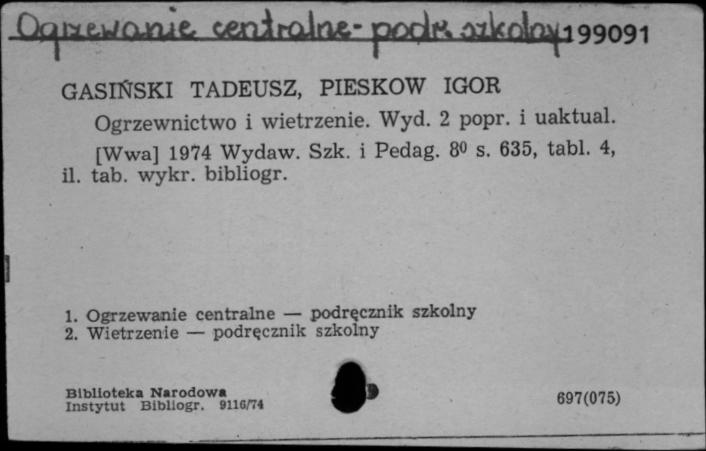 Ogrzewanie centralne - podr. szkolny 199091
GASIŃSKI TADEUSZ, PIESKOW IGOR
Ogrzewnictwo i wietrzenie. Wyd. 2 popr. i uaktual.
[Wwa] 1974 Wydaw. Szk. i Pedag. 8⁰ s. 635, tabl. 4,
il. tab. wykr. bibliogr.
1. Ogrzewanie centralne — podręcznik szkolny
2. Wietrzenie — podręcznik szkolny
Biblioteka Narodowa
Instytut Bibliogr. 9116/74
697(075)